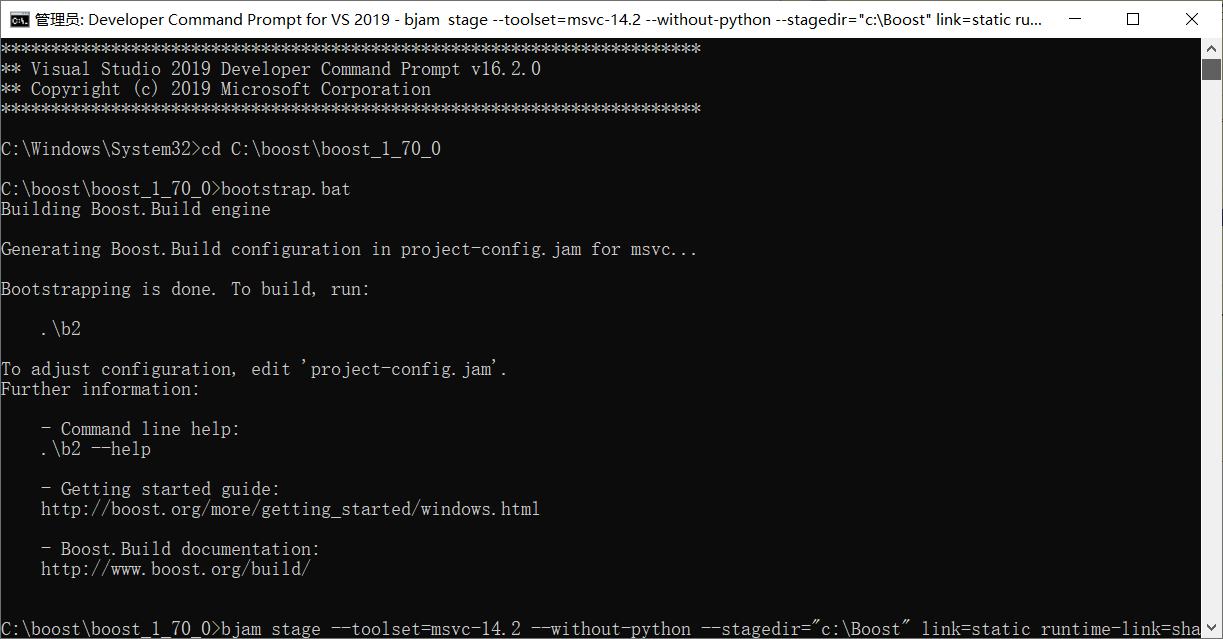 管理员: Developer Command Prompt for VS 2019 - bjam  stage --toolset=msvc-14.2 --without-python --stagedir="c:\Boost" link=static ru...
**********************************************************************
** Visual Studio 2019 Developer Command Prompt v16.2.0
** Copyright (c) 2019 Microsoft Corporation
**********************************************************************
C:\Windows\System32>cd C:\boost\boost_1_70_0
C:\boost\boost_1_70_0>bootstrap.bat
Building Boost.Build engine
Generating Boost.Build configuration in project-config.jam for msvc...
Bootstrapping is done. To build, run:
.\b2
To adjust configuration, edit 'project-config.jam'.
Further information:
- Command line help:
.\b2 --help
- Getting started guide:
http://boost.org/more/getting_started/windows.html
- Boost.Build documentation:
http://www.boost.org/build/
C:\boost\boost_1_70_0>bjam stage --toolset=msvc-14.2 --without-python --stagedir="c:\Boost" link=static runtime-link=sha